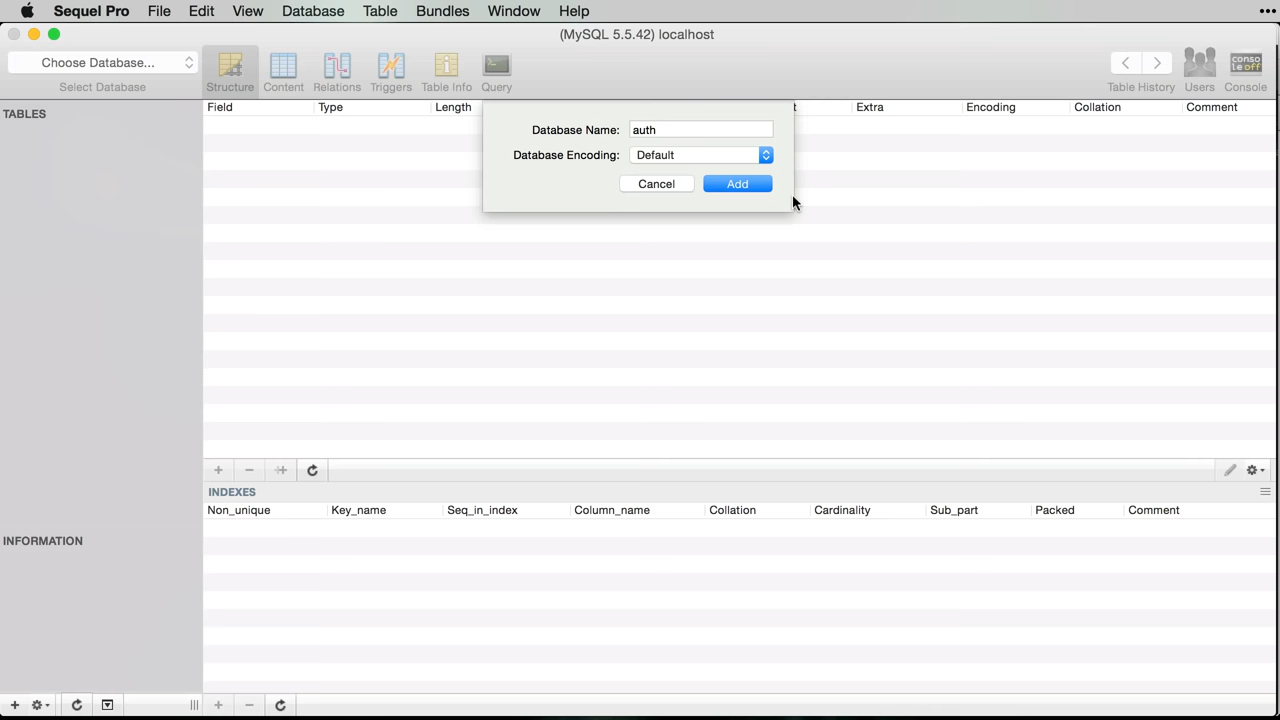 Sequel Pro File Edit View Database Table Bundles Window Help
(MySQL 5.5.42) localhost
Choose Database...
Select Database Structure Content Relations Triggers Table Info Query Table History Users Console
conso
le off
TABLES
Field Type Length t Extra Encoding Collation Comment
Database Name: auth
Database Encoding: Default
Cancel Add
INDEXES
Non_unique Key_name Seq_in_index Column_name Collation Cardinality Sub_part Packed Comment
INFORMATION